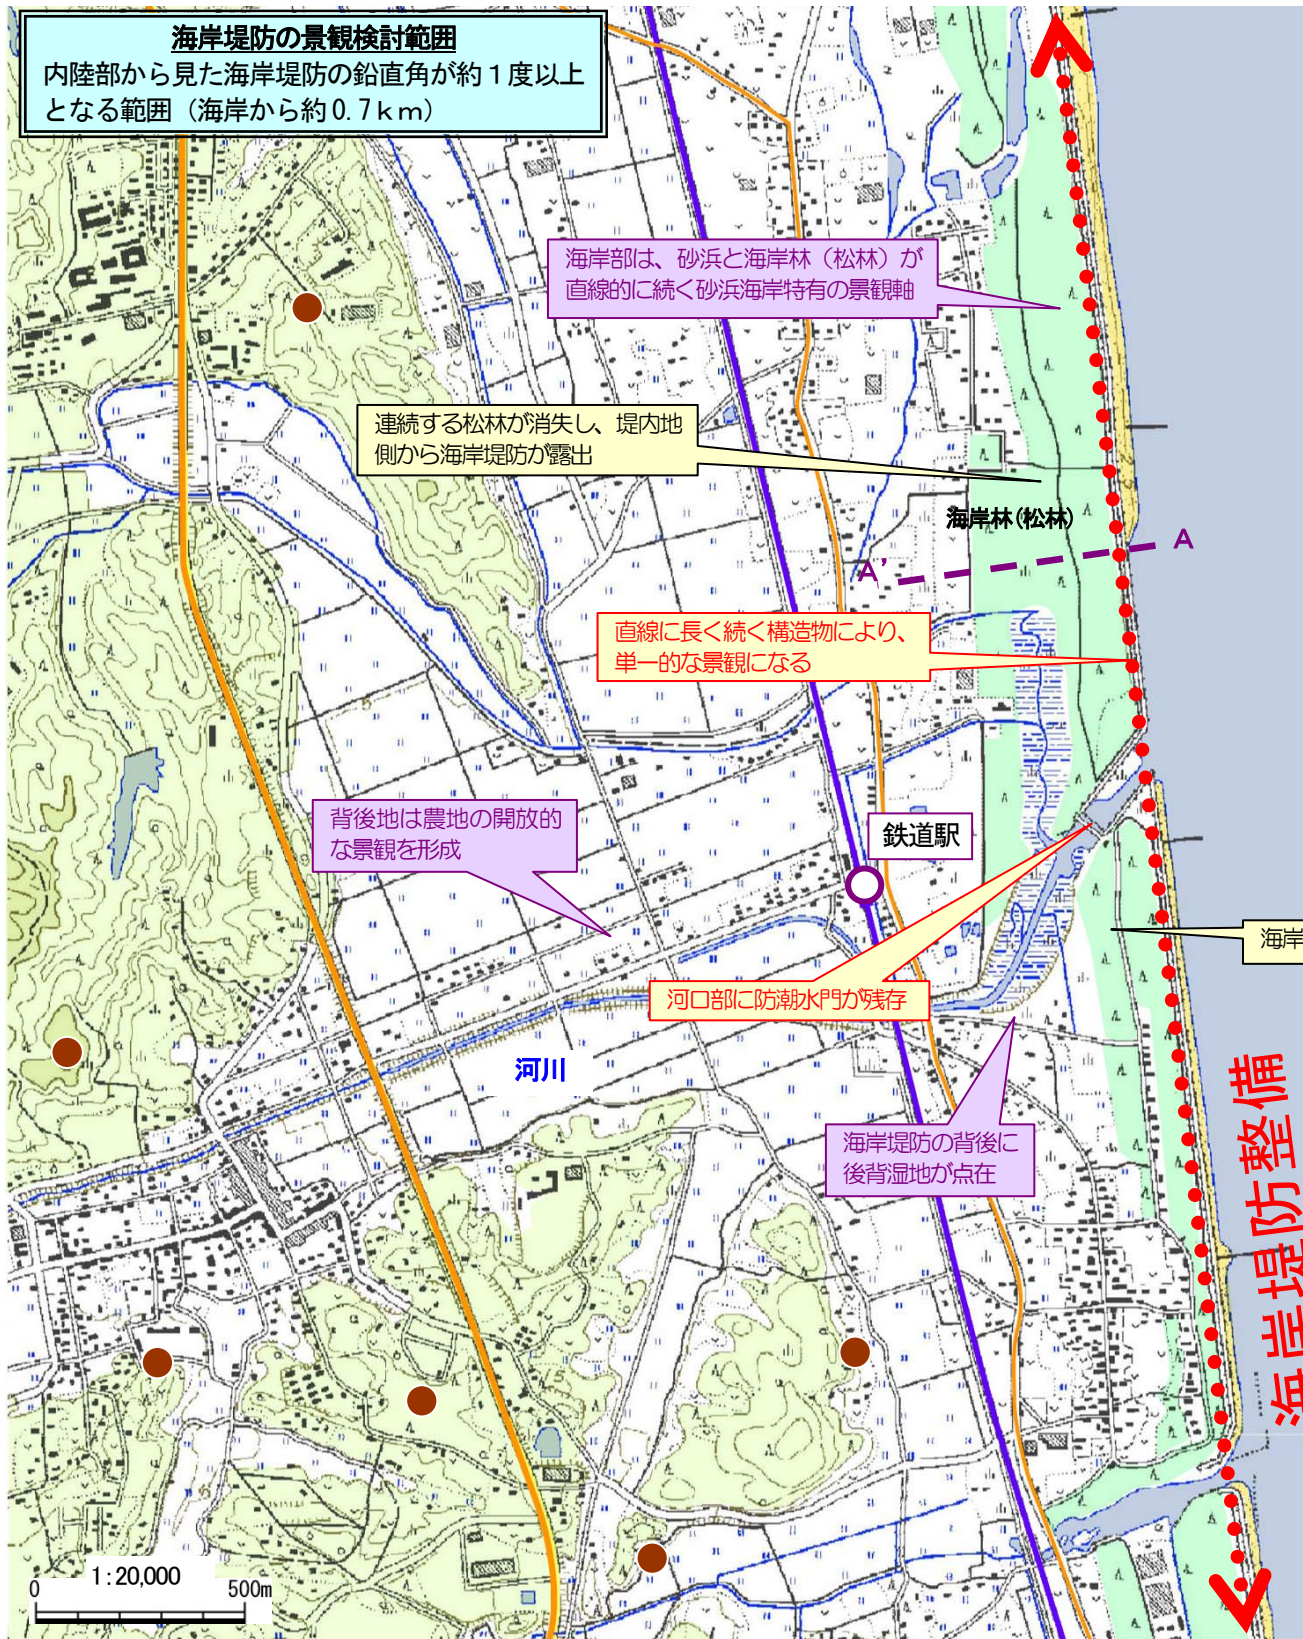 海岸堤防の景観検討範囲
内陸部から見た海岸堤防の鉛直角が約１度以上
となる範囲（海岸から約0.7ｋｍ）
海岸部は、砂浜と海岸林（松林）が
直線的に続く砂浜海岸特有の景観軸
連続する松林が消失し、堤内地
側から海岸堤防が露出
海岸林(松林)
A
A'
直線に長く続く構造物により、
単一的な景観になる
背後地は農地の開放的
な景観を形成
鉄道駅
海岸
河口部に防潮水門が残存
河川
海岸堤防の背後に
後背湿地が点在
海岸堤防整備
1:20,000
0 500m